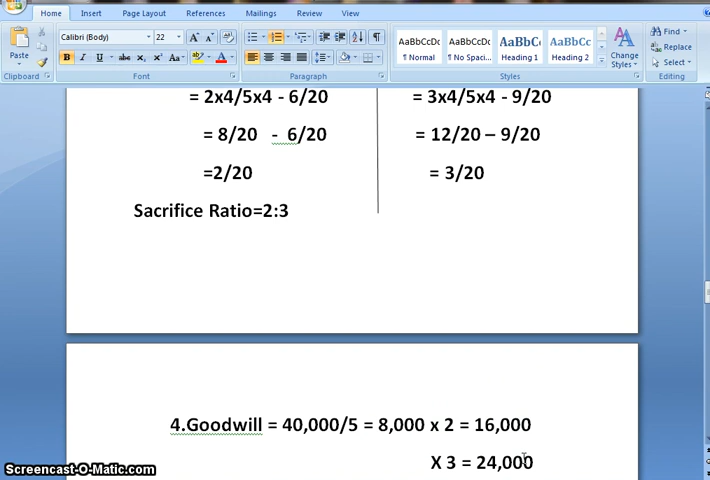 Home Insert Page Layout References Mailings Review View
Calibri (Body) 22
Paste
AaBbCcDc AaBbCcDc AaBbC AaBbCc
¶ Normal ¶ No Spaci... Heading 1 Heading 2
Change Styles
Find
Replace
Select
Clipboard Font Paragraph Styles Editing
= 2x4/5x4 - 6/20 = 3x4/5x4 - 9/20
= 8/20 - 6/20 = 12/20 – 9/20
=2/20 = 3/20
Sacrifice Ratio=2:3
4.Goodwill = 40,000/5 = 8,000 x 2 = 16,000
X 3 = 24,000
Screencast-O-Matic.com